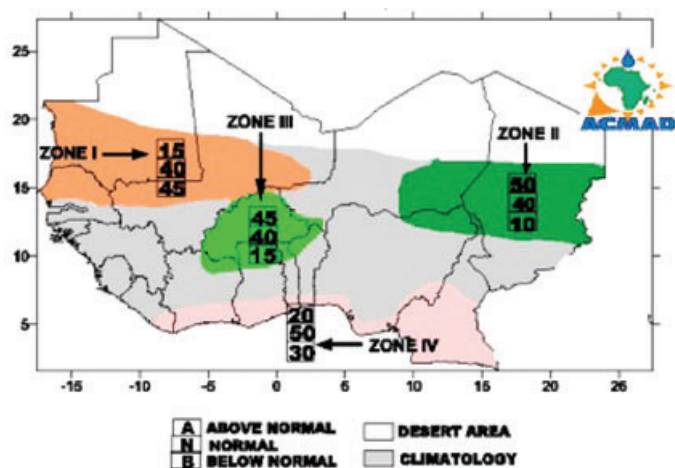 25
20
15
10
5
-15
-10
-5
0
6
10
15
20
26
ACMAD
ZONE I
15
40
45
ZONE III
45
40
15
ZONE II
50
40
10
20
50
30
ZONE IV
A ABOVE NORMAL
N NORMAL
B BELOW NORMAL
DESERT AREA
CLIMATOLOGY